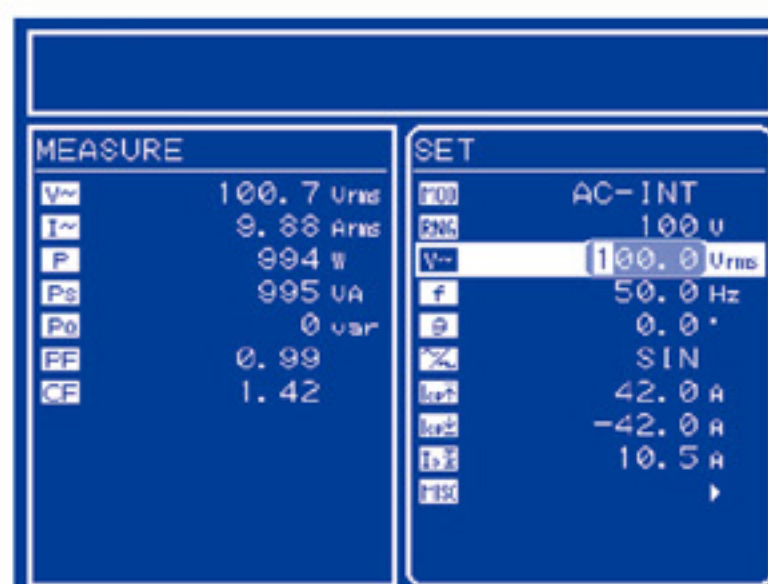 MEASURE
V~ 100.7 Vrms
I~ 9.88 Arms
P 994 W
Ps 995 VA
PQ 0 var
PF 0.99
CF 1.42
SET
MOD AC-INT
RNG 100 V
V~ 100.0 Vrms
f 50.0 Hz
θ 0.0 °
SIN
42.0 A
-42.0 A
10.5 A
MISC